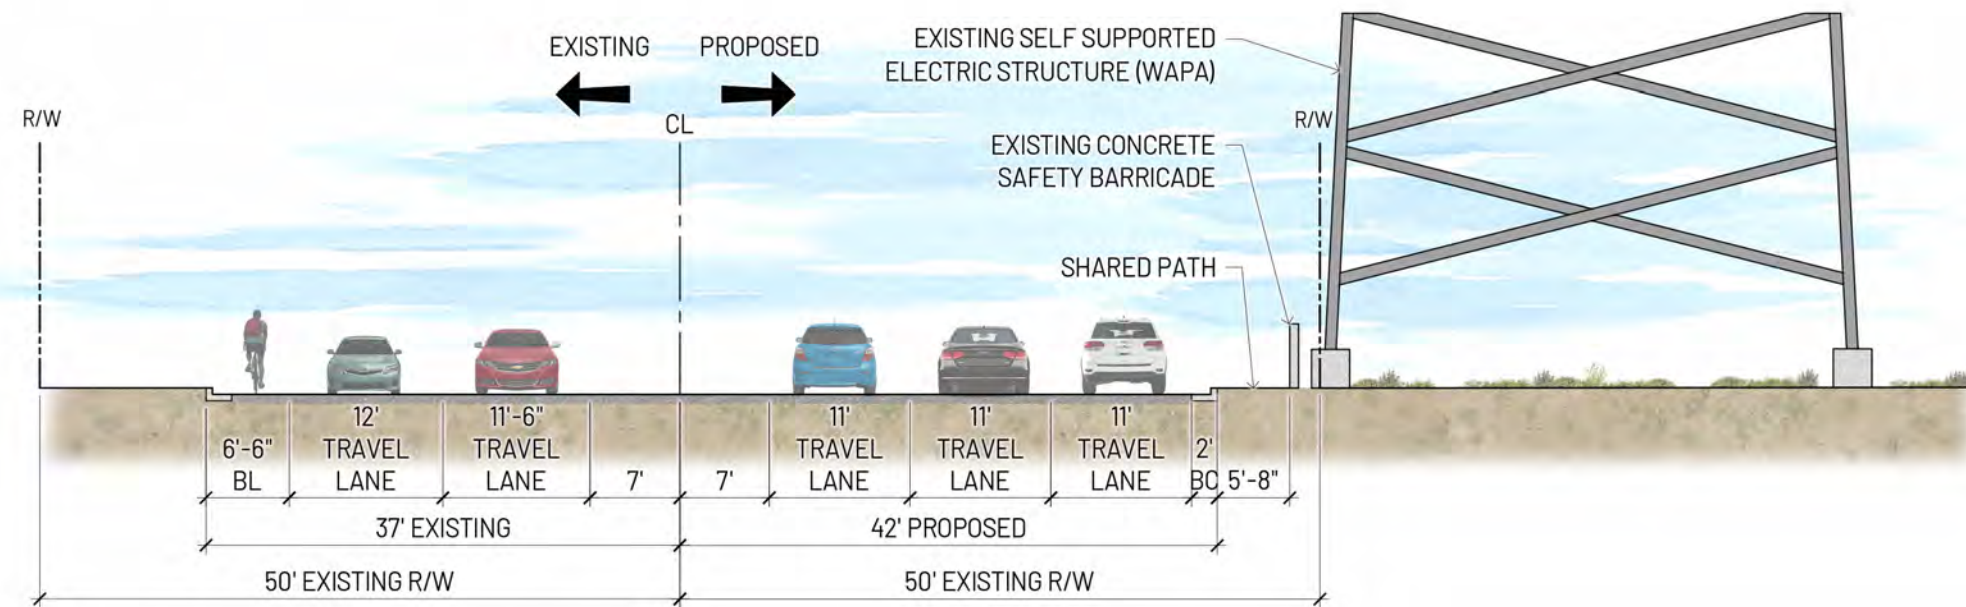 EXISTING PROPOSED
EXISTING SELF SUPPORTED
ELECTRIC STRUCTURE (WAPA)
R/W
CL
R/W
EXISTING CONCRETE
SAFETY BARRICADE
SHARED PATH
6'-6"
BL
12'
TRAVEL
LANE
11'-6"
TRAVEL
LANE
7'
7'
11'
TRAVEL
LANE
11'
TRAVEL
LANE
11'
TRAVEL
LANE
2'
BC
5'-8"
37' EXISTING
42' PROPOSED
50' EXISTING R/W
50' EXISTING R/W